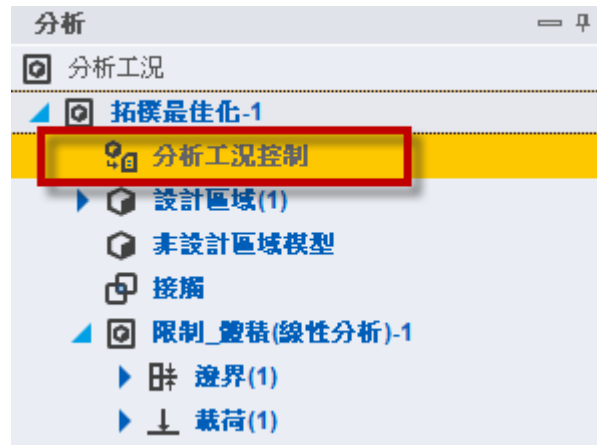 分析
分析工況
拓樸最佳化-1
分析工況控制
設計區域(1)
非設計區域模型
接觸
限制_體積(線性分析)-1
邊界(1)
載荷(1)